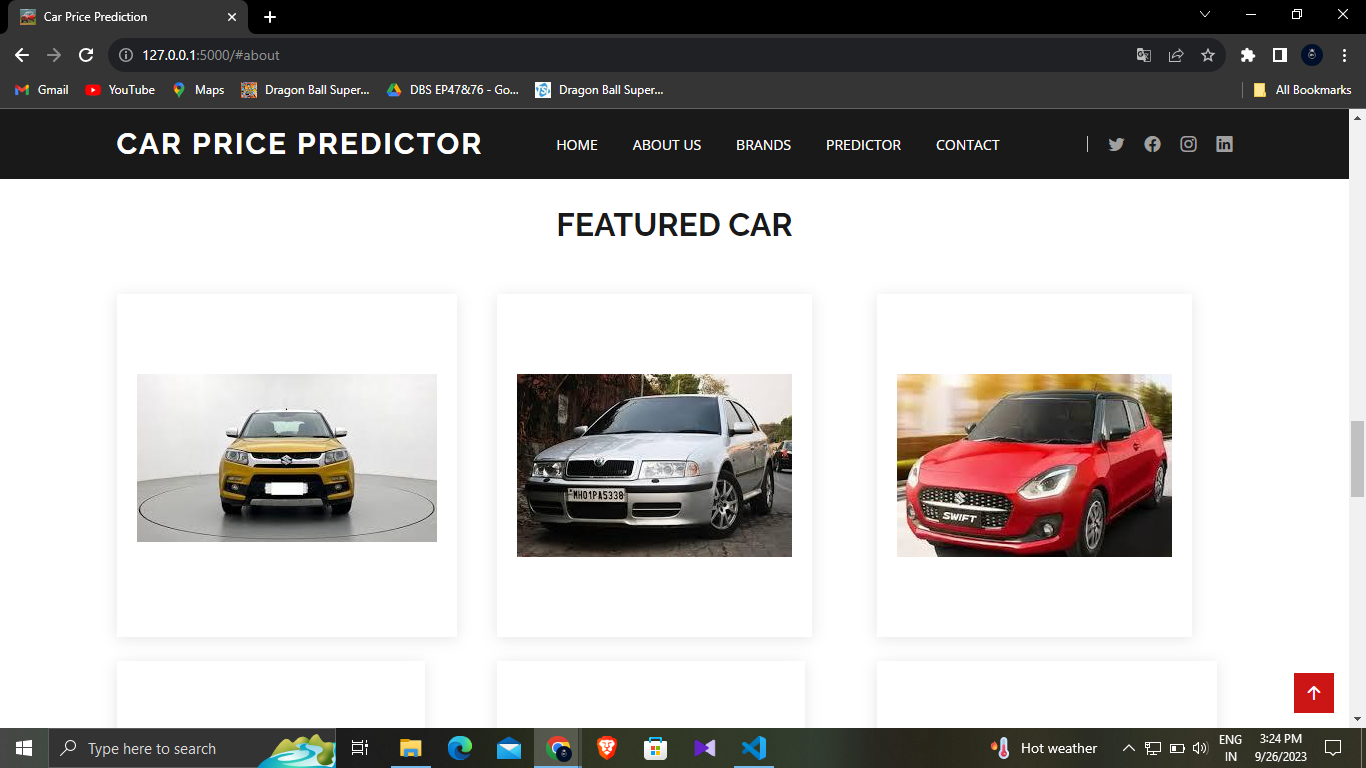 Car Price Prediction
127.0.0.1:5000/#about
Gmail
YouTube
Maps
Dragon Ball Super...
DBS EP47&76 - Go...
Dragon Ball Super...
All Bookmarks
CAR PRICE PREDICTOR
HOME
ABOUT US
BRANDS
PREDICTOR
CONTACT
FEATURED CAR
MH01PA5338
SWIFT
Type here to search
Hot weather
ENG
IN
3:24 PM
9/26/2023